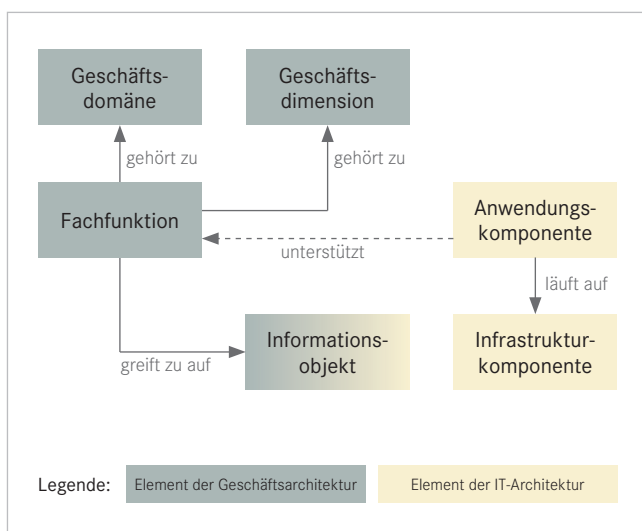 Geschäfts-
domäne
Geschäfts-
dimension
gehört zu
gehört zu
Fachfunktion
Anwendungs-
komponente
unterstützt
läuft auf
Informations-
objekt
Infrastruktur-
komponente
greift zu auf
Legende:
Element der Geschäftsarchitektur
Element der IT-Architektur